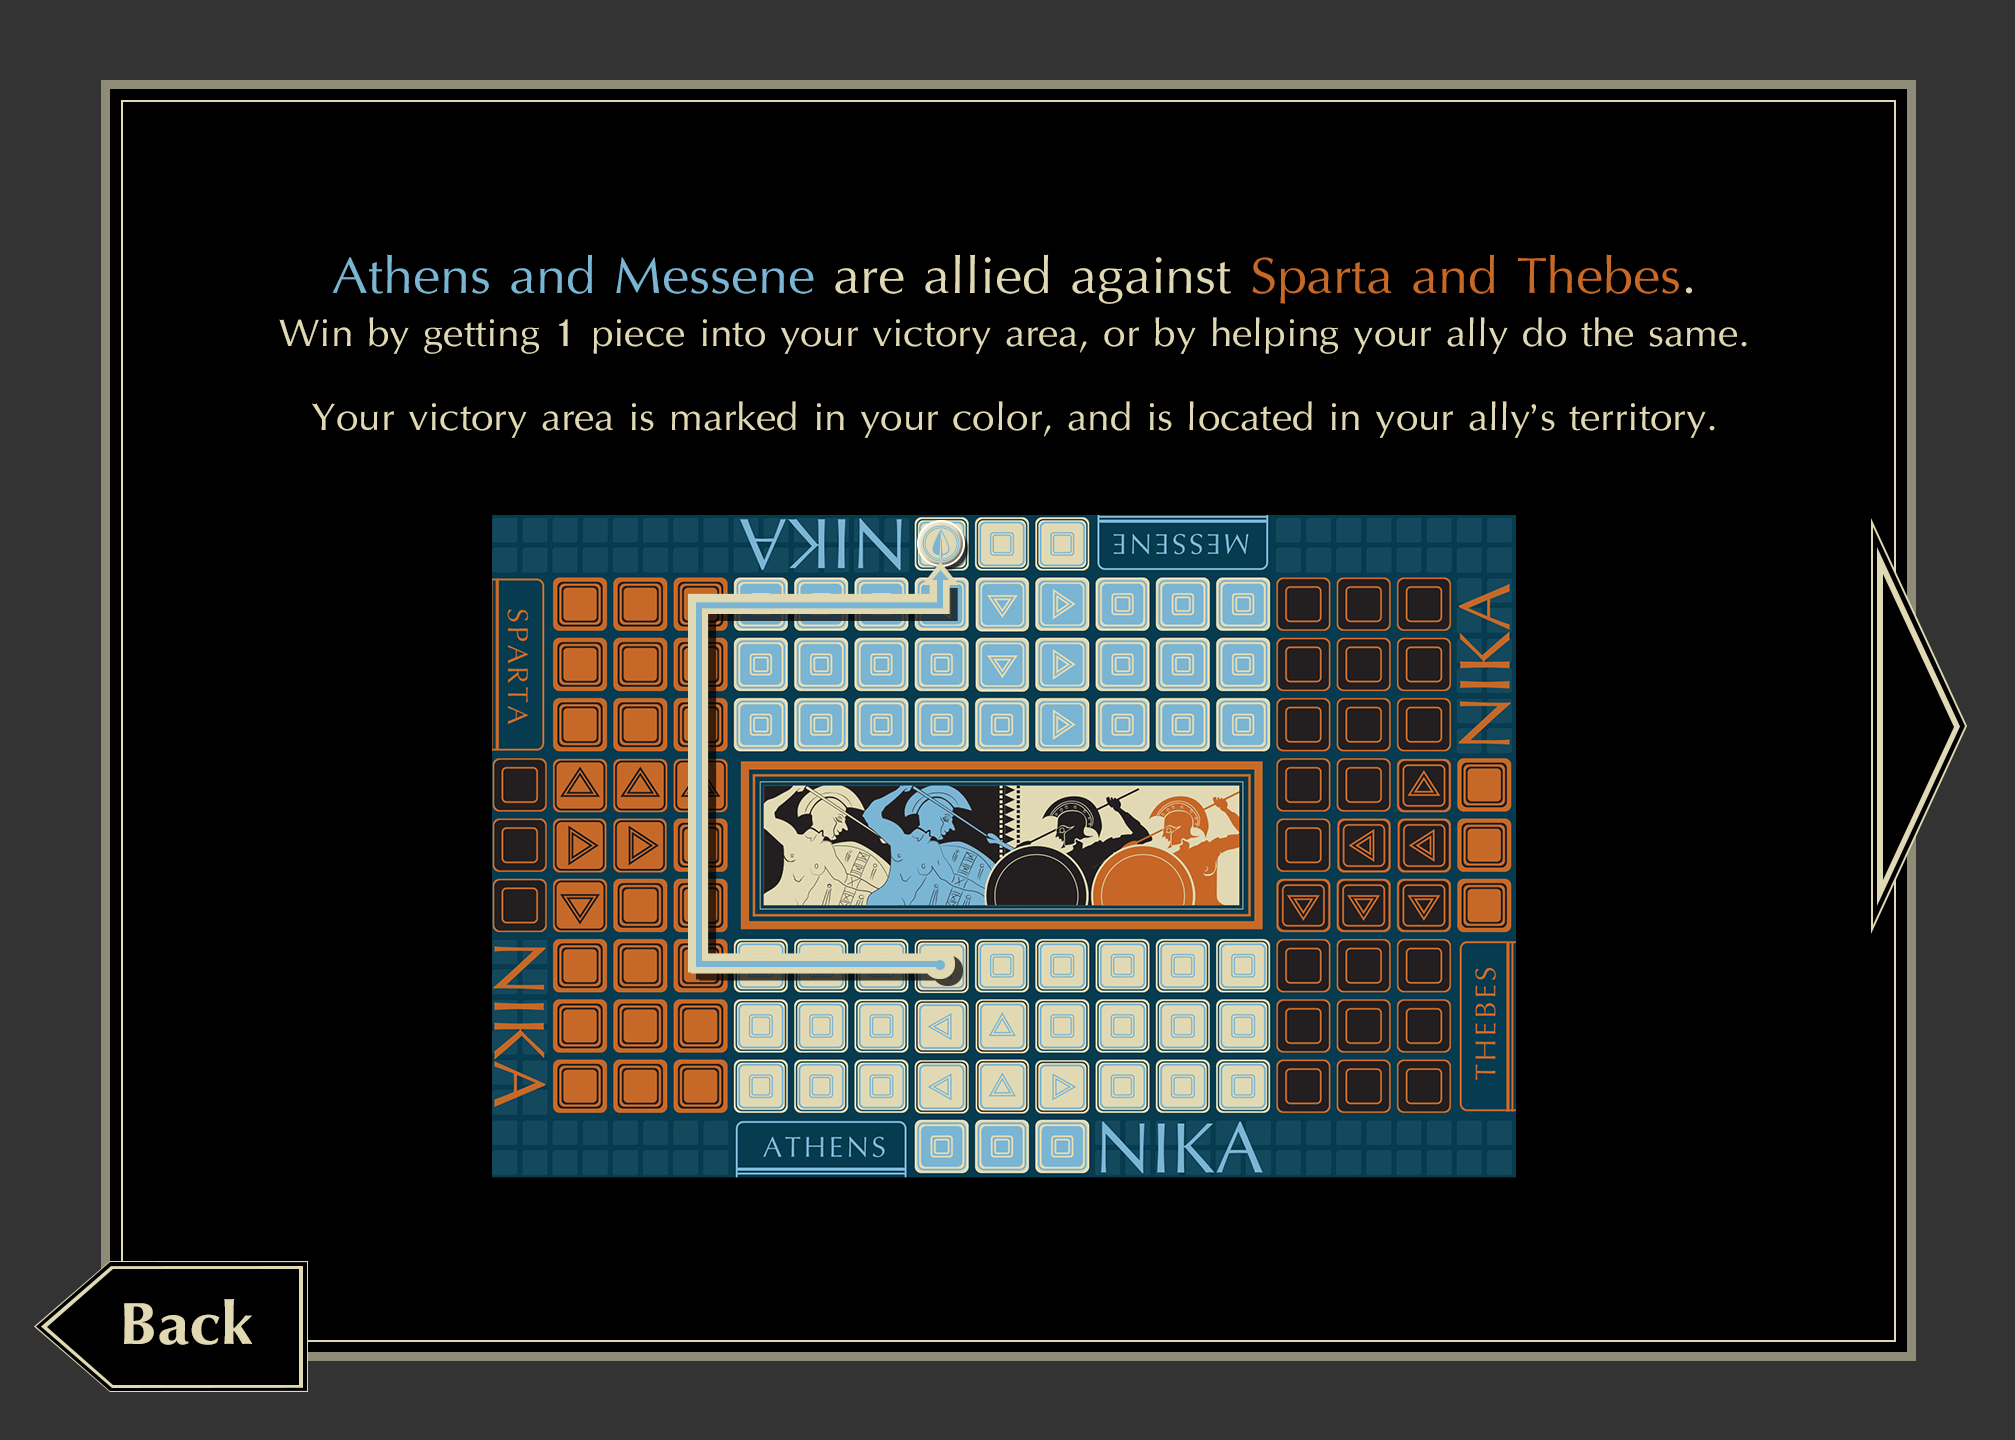 Athens and Messene are allied against Sparta and Thebes.
Win by getting 1 piece into your victory area, or by helping your ally do the same.
Your victory area is marked in your color, and is located in your ally's territory.
NIKA
MESSENE
SPARTA
NIKA
NIKA
THEBES
ATHENS
NIKA
Back